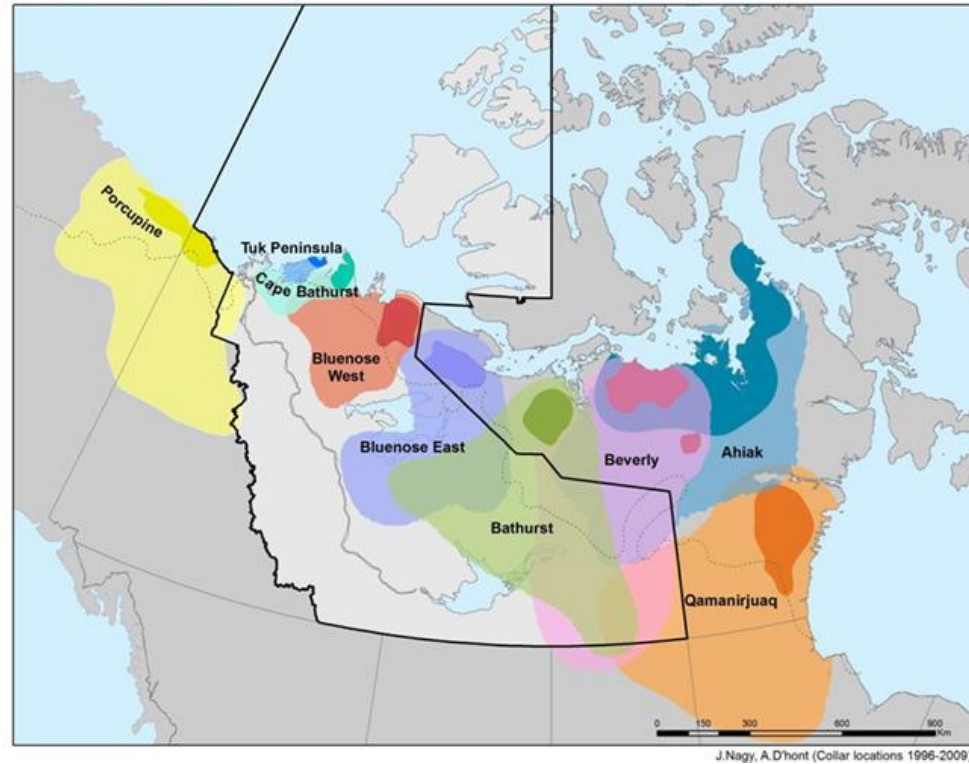 Porcupine
Tuk Peninsula
Cape Bathurst
Bluenose
West
Bluenose East
Beverly
Ahiak
Bathurst
Qamanirjuaq
0 150 300 600 900
Km
J.Nagy, A.D'hont (Collar locations 1996-2009)